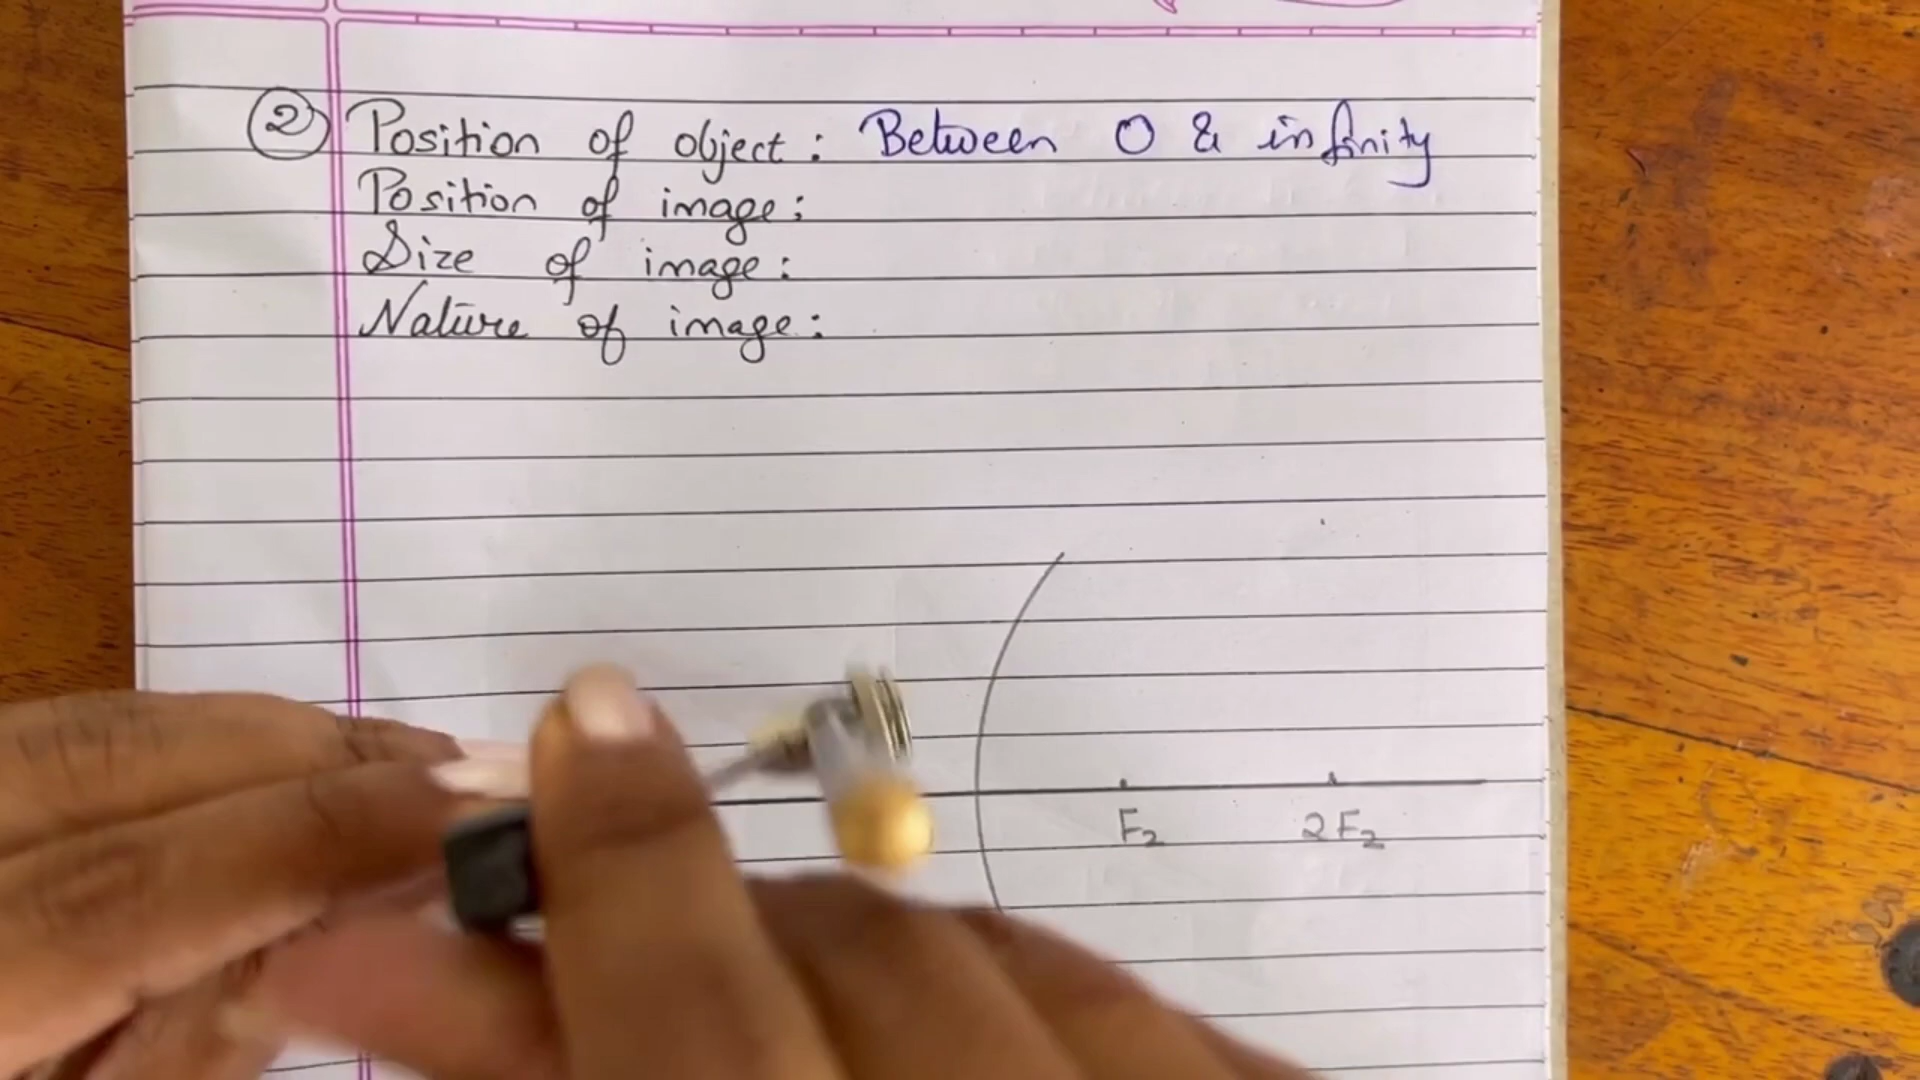 ② Position of object: Between O & infinity
Position of image:
Size of image:
Nature of image:
F₂ 2F₂